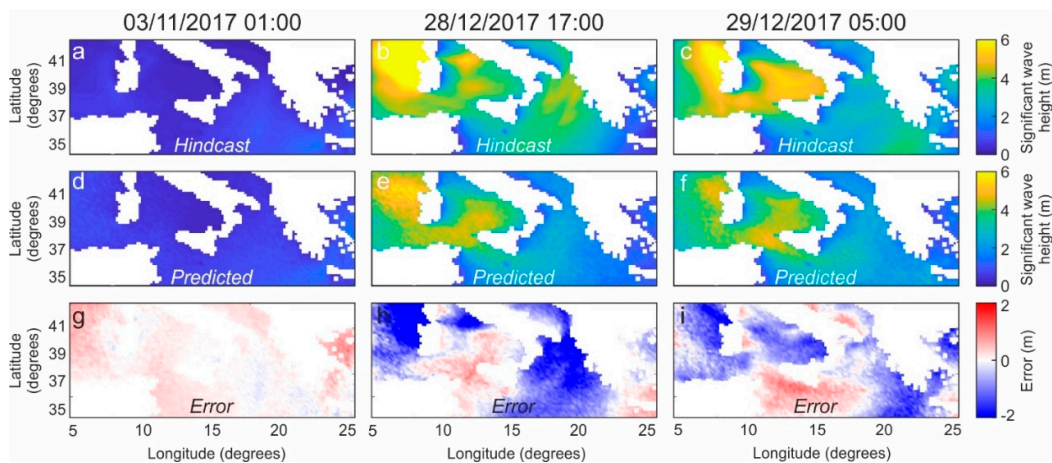 03/11/2017 01:00 28/12/2017 17:00 29/12/2017 05:00
a b c
41
39
37
35
Latitude
(degrees)
Hindcast Hindcast Hindcast
6
4
2
0
Significant wave
height (m)
d e f
41
39
37
35
Latitude
(degrees)
Predicted Predicted Predicted
6
4
2
0
Significant wave
height (m)
g h i
41
39
37
35
Latitude
(degrees)
Error Error Error
2
0
-2
Error (m)
5 10 15 20 25 5 10 15 20 25 5 10 15 20 25
Longitude (degrees) Longitude (degrees) Longitude (degrees)